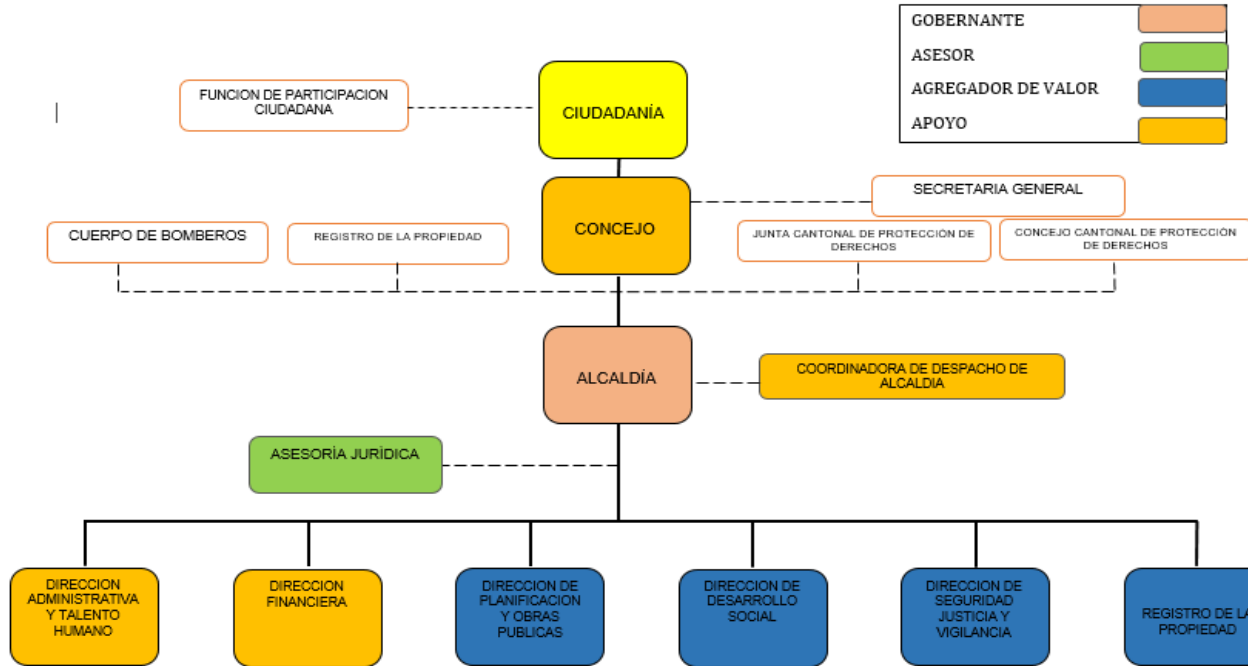 GOBERNANTE
ASESOR
AGREGADOR DE VALOR
APOYO
FUNCION DE PARTICIPACION
CIUDADANA
CIUDADANÍA
SECRETARIA GENERAL
CONCEJO
CUERPO DE BOMBEROS
REGISTRO DE LA PROPIEDAD
JUNTA CANTONAL DE PROTECCIÓN DE
DERECHOS
CONCEJO CANTONAL DE PROTECCIÓN
DE DERECHOS
ALCALDÍA
COORDINADORA DE DESPACHO DE
ALCALDIA
ASESORÍA JURÍDICA
DIRECCION
ADMINISTRATIVA
Y TALENTO
HUMANO
DIRECCION
FINANCIERA
DIRECCION DE
PLANIFICACION
Y OBRAS
PUBLICAS
DIRECCION DE
DESARROLLO
SOCIAL
DIRECCION DE
SEGURIDAD
JUSTICIA Y
VIGILANCIA
REGISTRO DE LA
PROPIEDAD